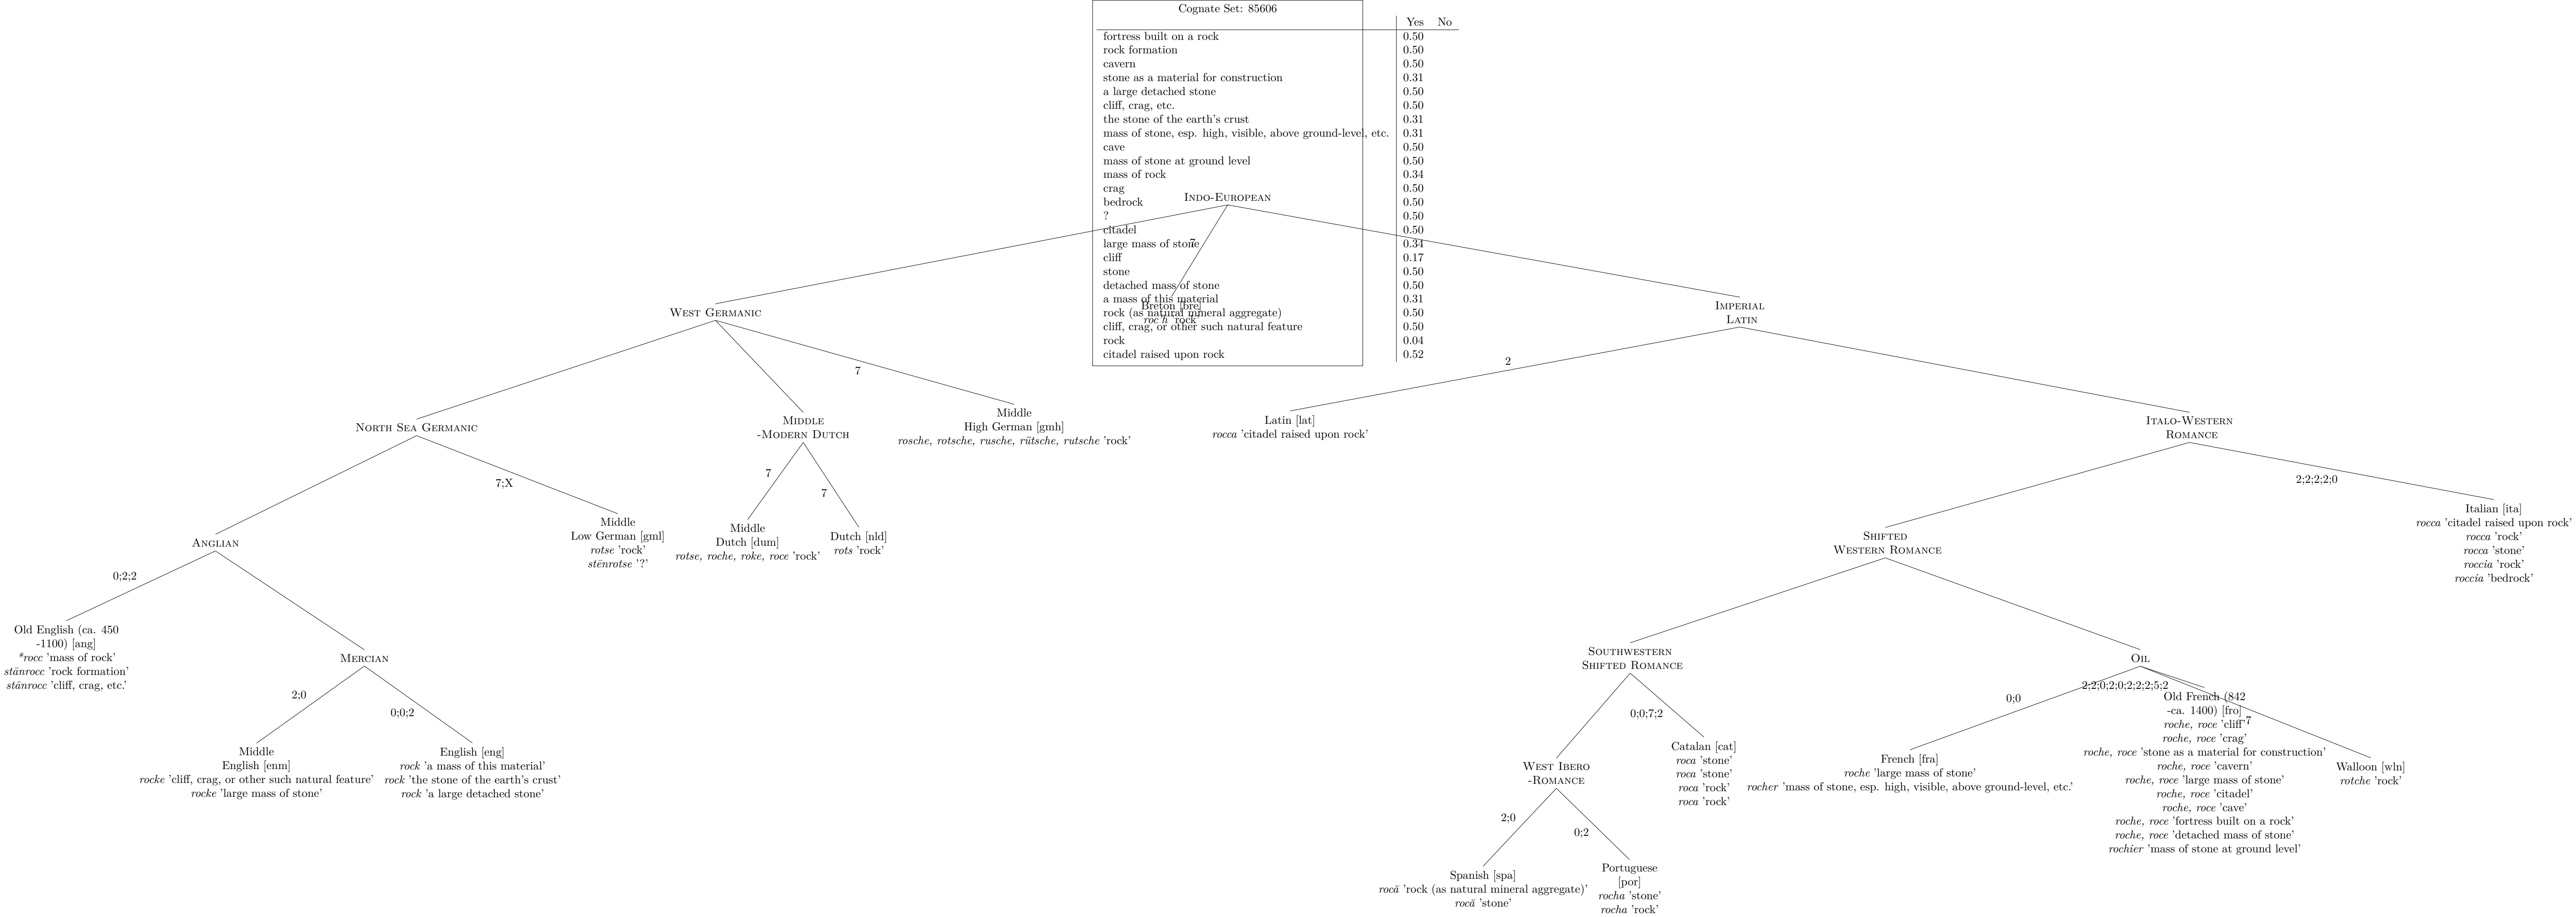 Cognate Set: 85606
Yes No
fortress built on a rock 0.50
rock formation 0.50
cavern 0.50
stone as a material for construction 0.31
a large detached stone 0.50
cliff, crag, etc. 0.50
the stone of the earth's crust 0.31
mass of stone, esp. high, visible, above ground-level, etc. 0.31
cave 0.50
mass of stone at ground level 0.50
mass of rock 0.34
crag 0.50
bedrock 0.50
? 0.50
citadel 0.50
large mass of stone 0.34
cliff 0.17
stone 0.50
detached mass of stone 0.50
a mass of this material 0.31
rock (as natural mineral aggregate) 0.50
cliff, crag, or other such natural feature 0.50
rock 0.04
citadel raised upon rock 0.52
Indo-European
7
West Germanic
Breton [bre]
roc'h 'rock'
Imperial
Latin
7
2
North Sea Germanic
Middle
-Modern Dutch
Middle
High German [gmh]
rosche, rotsche, rusche, rütsche, rutsche 'rock'
Latin [lat]
rocca 'citadel raised upon rock'
Italo-Western
Romance
7;X
7
7
2;2;2;2;0
Anglian
Middle
Low German [gml]
rotse 'rock'
stēnrotse '?'
Middle
Dutch [dum]
rotse, roche, roke, roce 'rock'
Dutch [nld]
rots 'rock'
Shifted
Western Romance
Italian [ita]
rocca 'citadel raised upon rock'
rocca 'rock'
rocca 'stone'
roccia 'rock'
roccia 'bedrock'
0;2;2
Old English (ca. 450
-1100) [ang]
*rocc 'mass of rock'
stānrocc 'rock formation'
stānrocc 'cliff, crag, etc.'
Mercian
Southwestern
Shifted Romance
Oil
2;0
0;0;2
0;0;7;2
0;0
2;2;0;2;0;2;2;2;5;2
7
Middle
English [enm]
rocke 'cliff, crag, or other such natural feature'
rocke 'large mass of stone'
English [eng]
rock 'a mass of this material'
rock 'the stone of the earth's crust'
rock 'a large detached stone'
West Ibero
-Romance
Catalan [cat]
roca 'stone'
roca 'stone'
roca 'rock'
roca 'rock'
French [fra]
roche 'large mass of stone'
rocher 'mass of stone, esp. high, visible, above ground-level, etc.'
Old French (842
-ca. 1400) [fro]
roche, roce 'cliff'
roche, roce 'crag'
roche, roce 'stone as a material for construction'
roche, roce 'cavern'
roche, roce 'large mass of stone'
roche, roce 'citadel'
roche, roce 'cave'
roche, roce 'fortress built on a rock'
roche, roce 'detached mass of stone'
rochier 'mass of stone at ground level'
Walloon [wln]
rotche 'rock'
2;0
0;2
Spanish [spa]
rocă 'rock (as natural mineral aggregate)'
rocă 'stone'
Portuguese
[por]
rocha 'stone'
rocha 'rock'